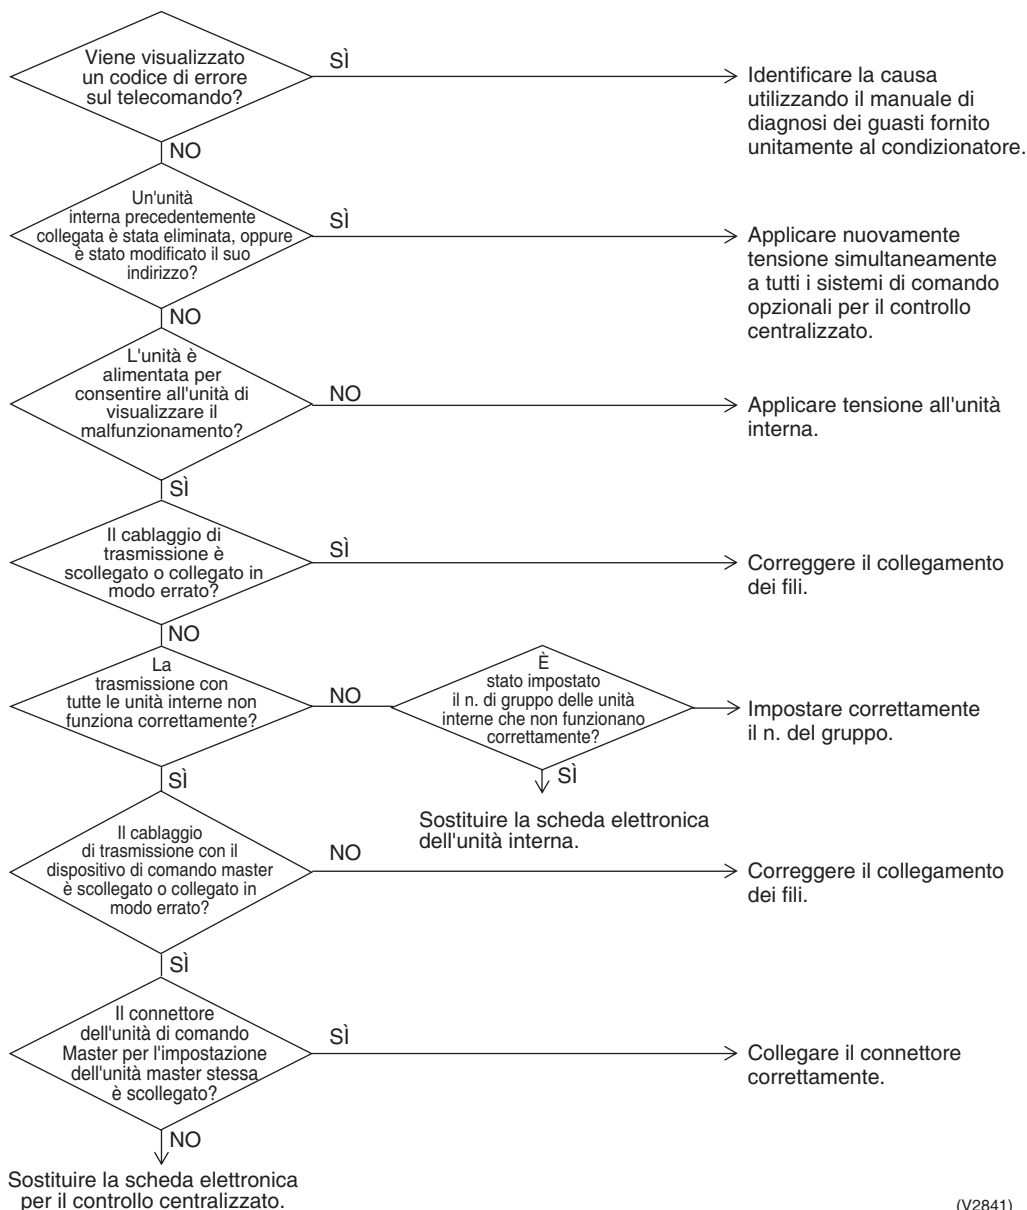 Viene visualizzato
un codice di errore
sul telecomando?
SÌ
Identificare la causa
utilizzando il manuale di
diagnosi dei guasti fornito
unitamente al condizionatore.
NO
Un'unità
interna precedentemente
collegata è stata eliminata, oppure
è stato modificato il suo
indirizzo?
SÌ
Applicare nuovamente
tensione simultaneamente
a tutti i sistemi di comando
opzionali per il controllo
centralizzato.
NO
L'unità è
alimentata per
consentire all'unità di
visualizzare il
malfunzionamento?
NO
Applicare tensione all'unità
interna.
SÌ
Il cablaggio di
trasmissione è
scollegato o collegato in
modo errato?
SÌ
Correggere il collegamento
dei fili.
NO
La
trasmissione con
tutte le unità interne non
funziona correttamente?
NO
È
stato impostato
il n. di gruppo delle unità
interne che non funzionano
correttamente?
Impostare correttamente
il n. del gruppo.
SÌ
Sostituire la scheda elettronica
dell'unità interna.
SÌ
Il cablaggio
di trasmissione con il
dispositivo di comando master
è scollegato o collegato in
modo errato?
NO
Correggere il collegamento
dei fili.
SÌ
Il connettore
dell'unità di comando
Master per l'impostazione
dell'unità master stessa
è scollegato?
SÌ
Collegare il connettore
correttamente.
NO
Sostituire la scheda elettronica
per il controllo centralizzato.
(V2841)